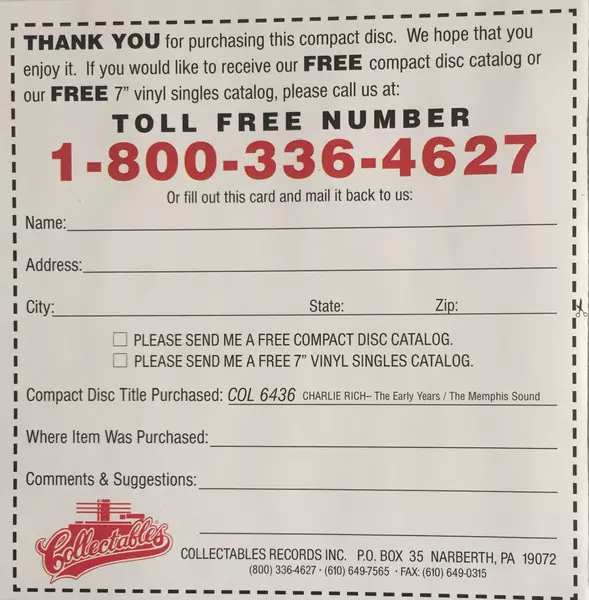 THANK YOU for purchasing this compact disc. We hope that you
enjoy it. If you would like to receive our FREE compact disc catalog or
our FREE 7” vinyl singles catalog, please call us at:
TOLL FREE NUMBER
1-800-336-4627
Or fill out this card and mail it back to us:
Name:
Address:
City: State: Zip:
PLEASE SEND ME A FREE COMPACT DISC CATALOG.
PLEASE SEND ME A FREE 7” VINYL SINGLES CATALOG.
Compact Disc Title Purchased: COL 6436 CHARLIE RICH– The Early Years / The Memphis Sound
Where Item Was Purchased:
Comments & Suggestions:
Collectables
COLLECTABLES RECORDS INC. P.O. BOX 35 NARBERTH, PA 19072
(800) 336-4627 · (610) 649-7565 · FAX: (610) 649-0315